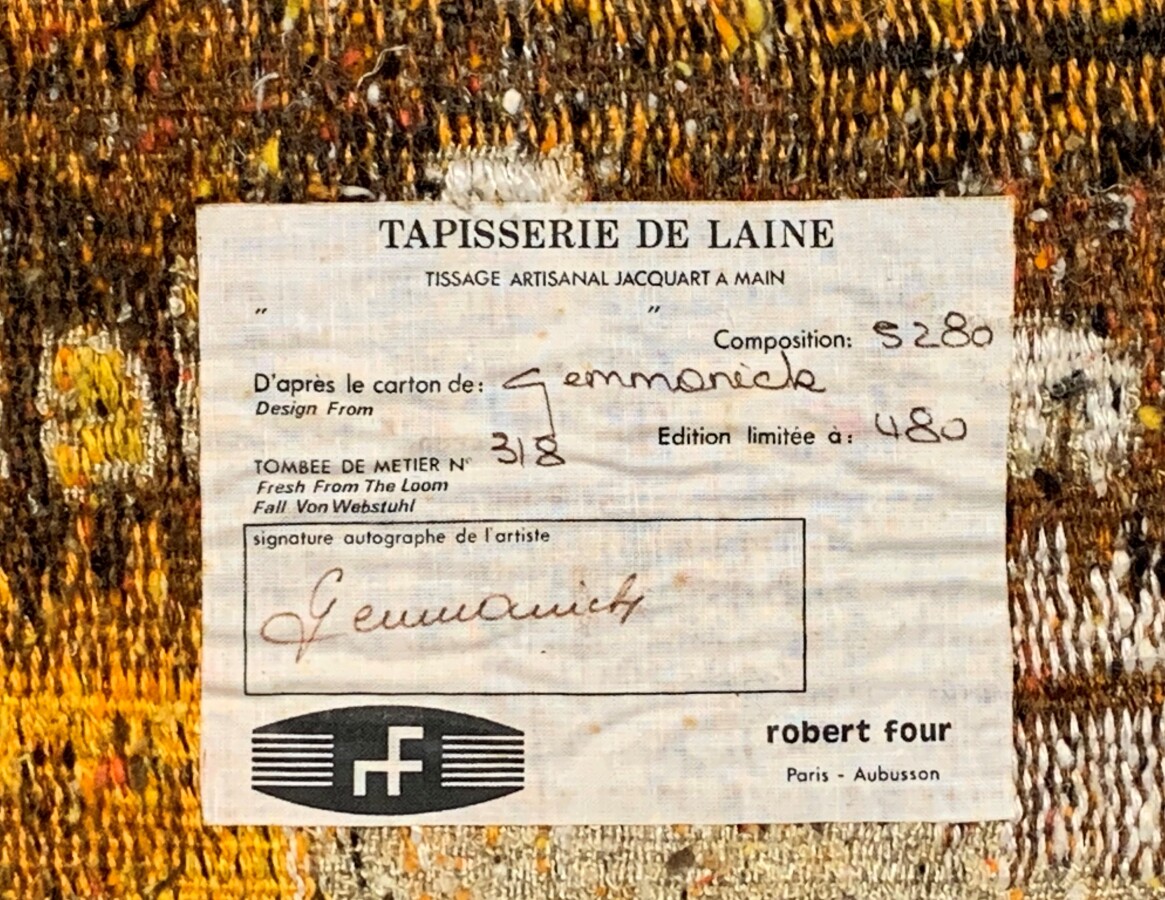 TAPISSERIE DE LAINE
TISSAGE ARTISANAL JACQUART A MAIN
" "
Composition: 5280
D'après le carton de: Gemmanick
Design From
Edition limitée à: 480
TOMBEE DE METIER N° 318
Fresh From The Loom
Fall Von Webstuhl
signature autographe de l'artiste
Gemmanick
robert four
Paris - Aubusson